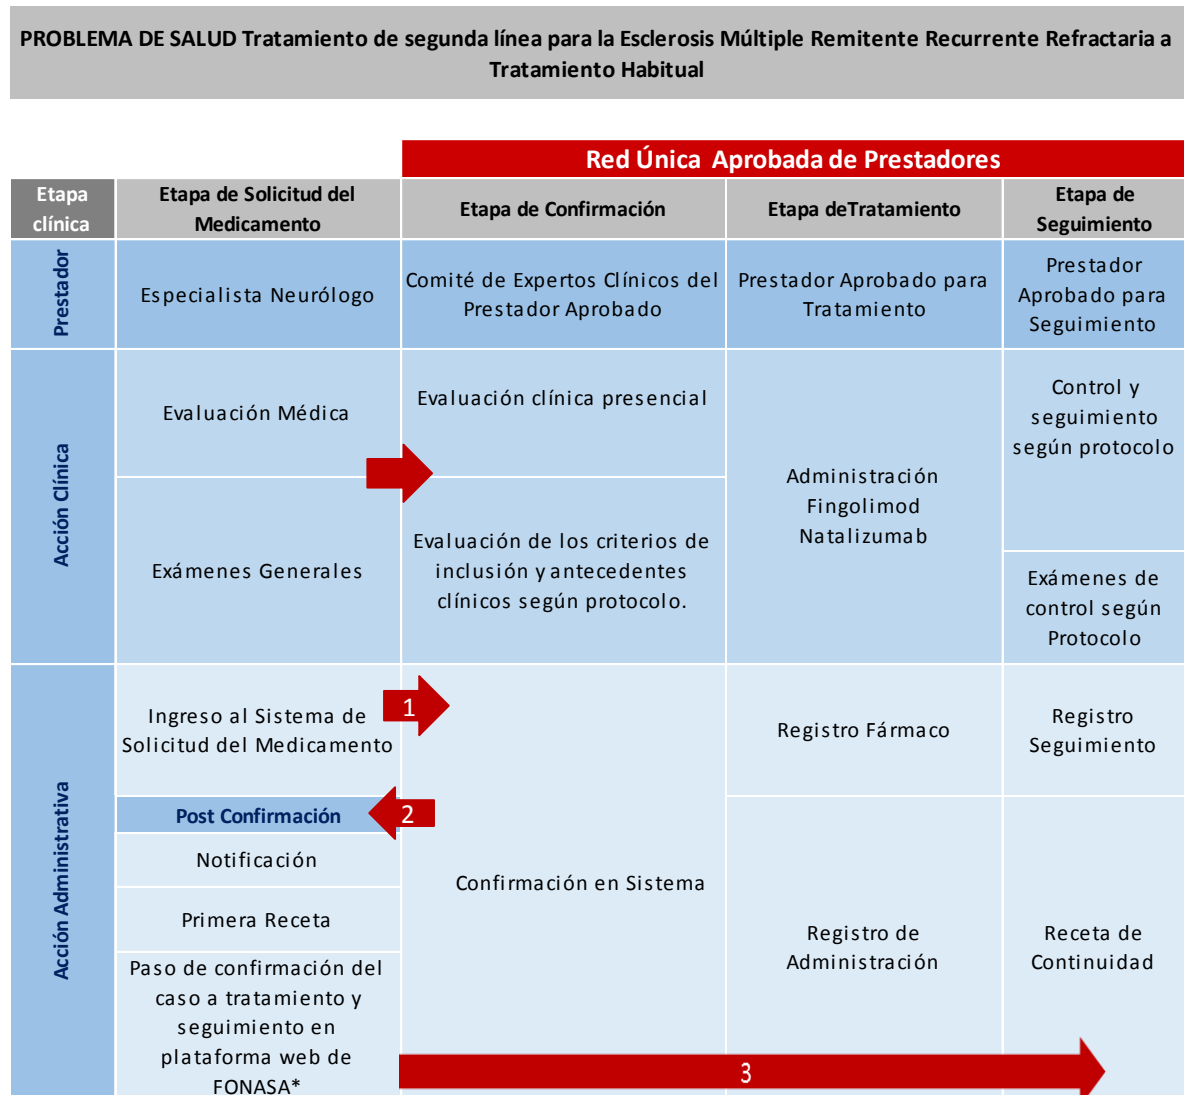 PROBLEMA DE SALUD Tratamiento de segunda línea para la Esclerosis Múltiple Remitente Recurrente Refractaria a
Tratamiento Habitual
Red Única Aprobada de Prestadores
Etapa
clínica
Etapa de Solicitud del
Medicamento
Etapa de Confirmación
Etapa deTratamiento
Etapa de
Seguimiento
Prestador
Especialista Neurólogo
Comité de Expertos Clínicos del
Prestador Aprobado
Prestador Aprobado para
Tratamiento
Prestador
Aprobado para
Seguimiento
Acción Clínica
Evaluación Médica
Exámenes Generales
Evaluación clínica presencial
Evaluación de los criterios de
inclusión y antecedentes
clínicos según protocolo.
Administración
Fingolimod
Natalizumab
Control y
seguimiento
según protocolo
Exámenes de
control según
Protocolo
Acción Administrativa
Ingreso al Sistema de
Solicitud del Medicamento
1
Post Confirmación
2
Notificación
Primera Receta
Paso de confirmación del
caso a tratamiento y
seguimiento en
plataforma web de
FONASA*
Confirmación en Sistema
Registro Fármaco
Registro de
Administración
Registro
Seguimiento
Receta de
Continuidad
3